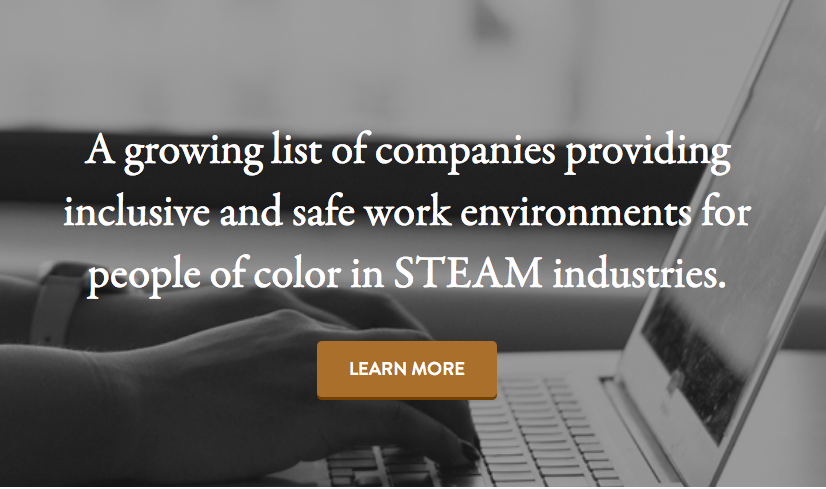 A growing list of companies providing
inclusive and safe work environments for
people of color in STEAM industries.
LEARN MORE